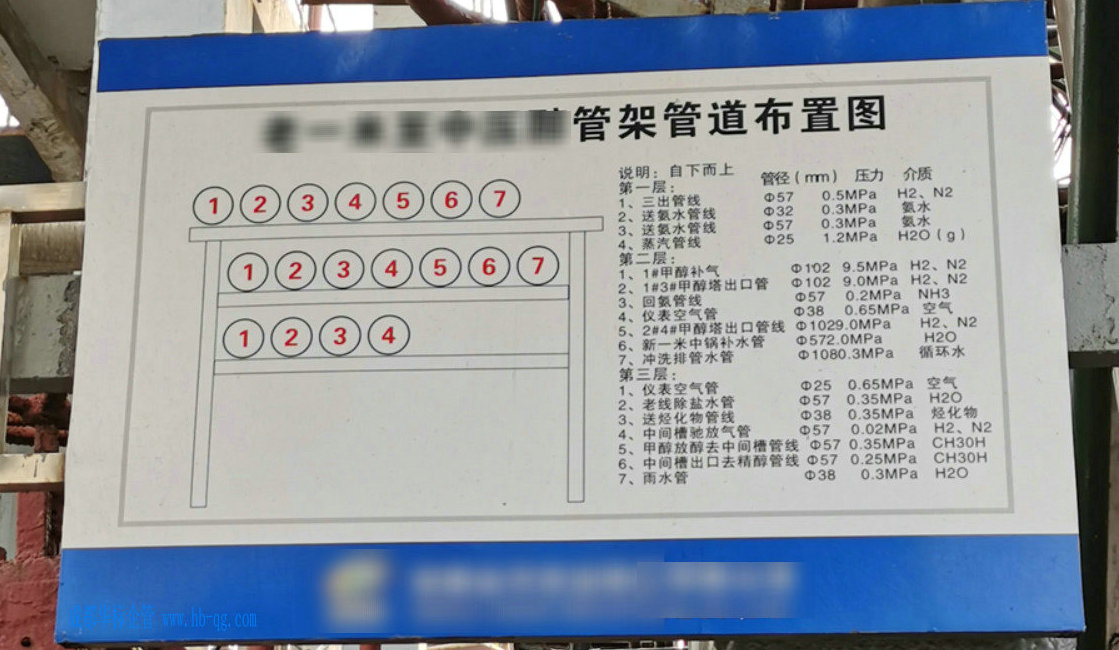 管架管道布置图
① ② ③ ④ ⑤ ⑥ ⑦
① ② ③ ④ ⑤ ⑥ ⑦
① ② ③ ④
说明：自下而上 管径(mm) 压力 介质
第一层：
1、三出管线 Φ57 0.5MPa H2、N2
2、送氨水管线 Φ32 0.3MPa 氨水
3、送氨水管线 Φ57 0.3MPa 氨水
4、蒸汽管线 Φ25 1.2MPa H2O(g)
第二层：
1、1#甲醇补气 Φ102 9.5MPa H2、N2
2、1#3#甲醇塔出口管 Φ102 9.0MPa H2、N2
3、回氨管线 Φ57 0.2MPa NH3
4、仪表空气管 Φ38 0.65MPa 空气
5、2#4#甲醇塔出口管线 Φ1029.0MPa H2、N2
6、新一米中锅补水管 Φ572.0MPa H2O
7、冲洗排管水管 Φ1080.3MPa 循环水
第三层：
1、仪表空气管 Φ25 0.65MPa 空气
2、老线除盐水管 Φ57 0.35MPa H2O
3、送烃化物管线 Φ38 0.35MPa 烃化物
4、中间槽驰放气管 Φ57 0.02MPa H2、N2
5、甲醇放醇去中间槽管线 Φ57 0.35MPa CH30H
6、中间槽出口去精醇管线 Φ57 0.25MPa CH30H
7、雨水管 Φ38 0.3MPa H2O
www.hb-qg.com